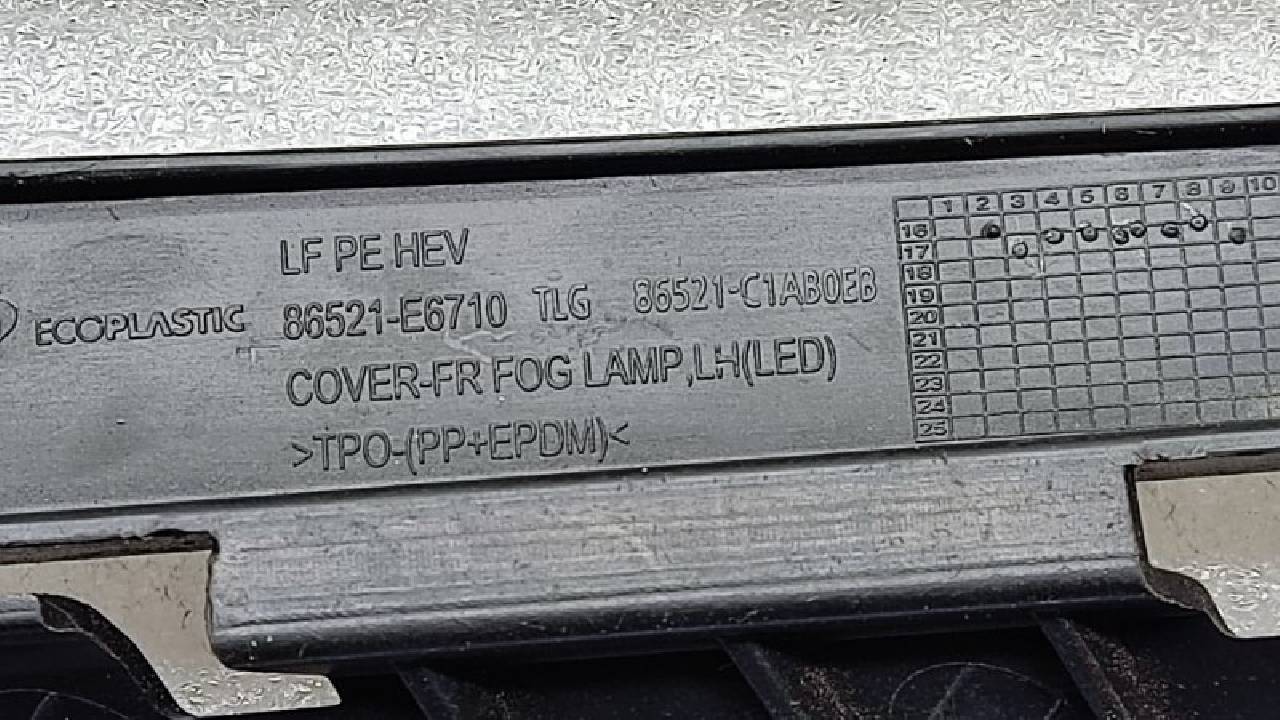 LF PE HEV
ECOPLASTIC 86521-E6710 TLG 86521-C1AB0EB
COVER-FR FOG LAMP,LH(LED)
>TPO-(PP+EPDM)<
1 2 3 4 5 6 7 8 9 10
16
17
18
19
20
21
22
23
24
25